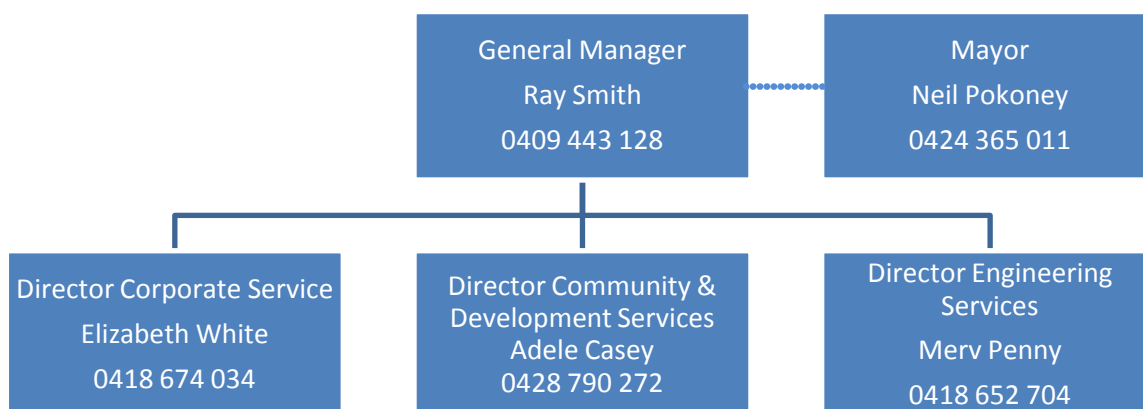 General Manager
Ray Smith
0409 443 128
Mayor
Neil Pokoney
0424 365 011
Director Corporate Service
Elizabeth White
0418 674 034
Director Community &
Development Services
Adele Casey
0428 790 272
Director Engineering
Services
Merv Penny
0418 652 704